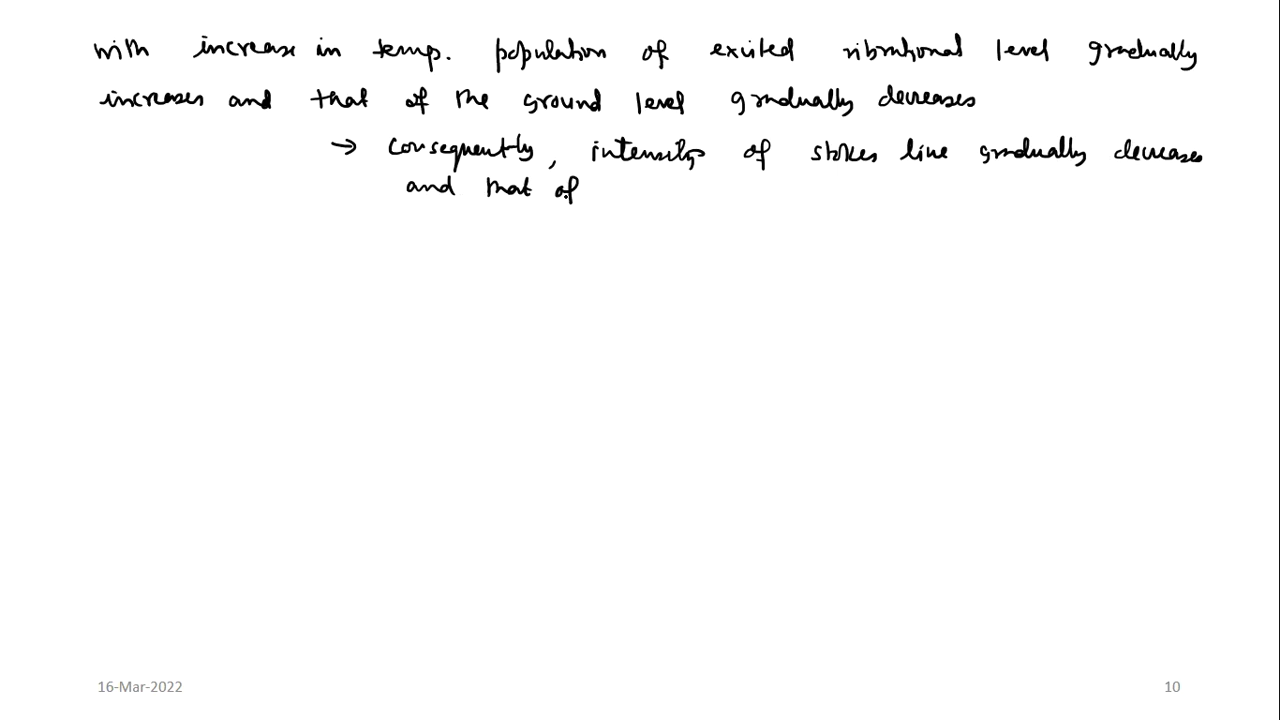 with increase in temp. population of excited vibrational level gradually
increases and that of the ground level gradually decreases
→ consequently, intensity of stokes line gradually decreases
and that of
16-Mar-2022
10